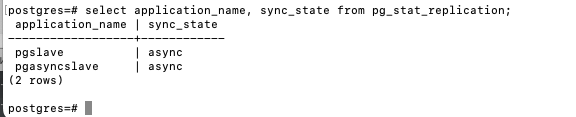 [postgres=# select application_name, sync_state from pg_stat_replication;
 application_name | sync_state
------------------+------------
 pgslave          | async
 pgasyncslave     | async
(2 rows)

postgres=#